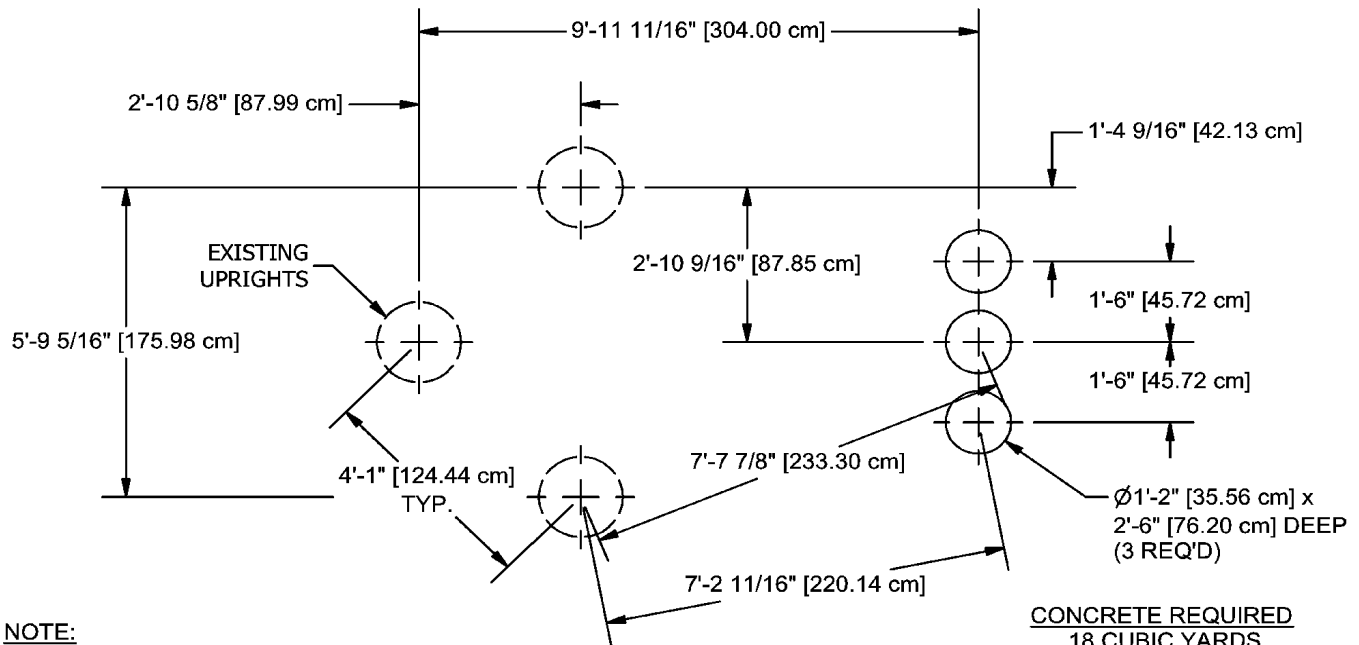 9'-11 11/16" [304.00 cm]
2'-10 5/8" [87.99 cm]
1'-4 9/16" [42.13 cm]
EXISTING
UPRIGHTS
2'-10 9/16" [87.85 cm]
1'-6" [45.72 cm]
5'-9 5/16" [175.98 cm]
1'-6" [45.72 cm]
7'-7 7/8" [233.30 cm]
4'-1" [124.44 cm]
TYP.
Ø1'-2" [35.56 cm] x
2'-6" [76.20 cm] DEEP
(3 REQ'D)
7'-2 11/16" [220.14 cm]
CONCRETE REQUIRED
18 CUBIC YARDS
NOTE: